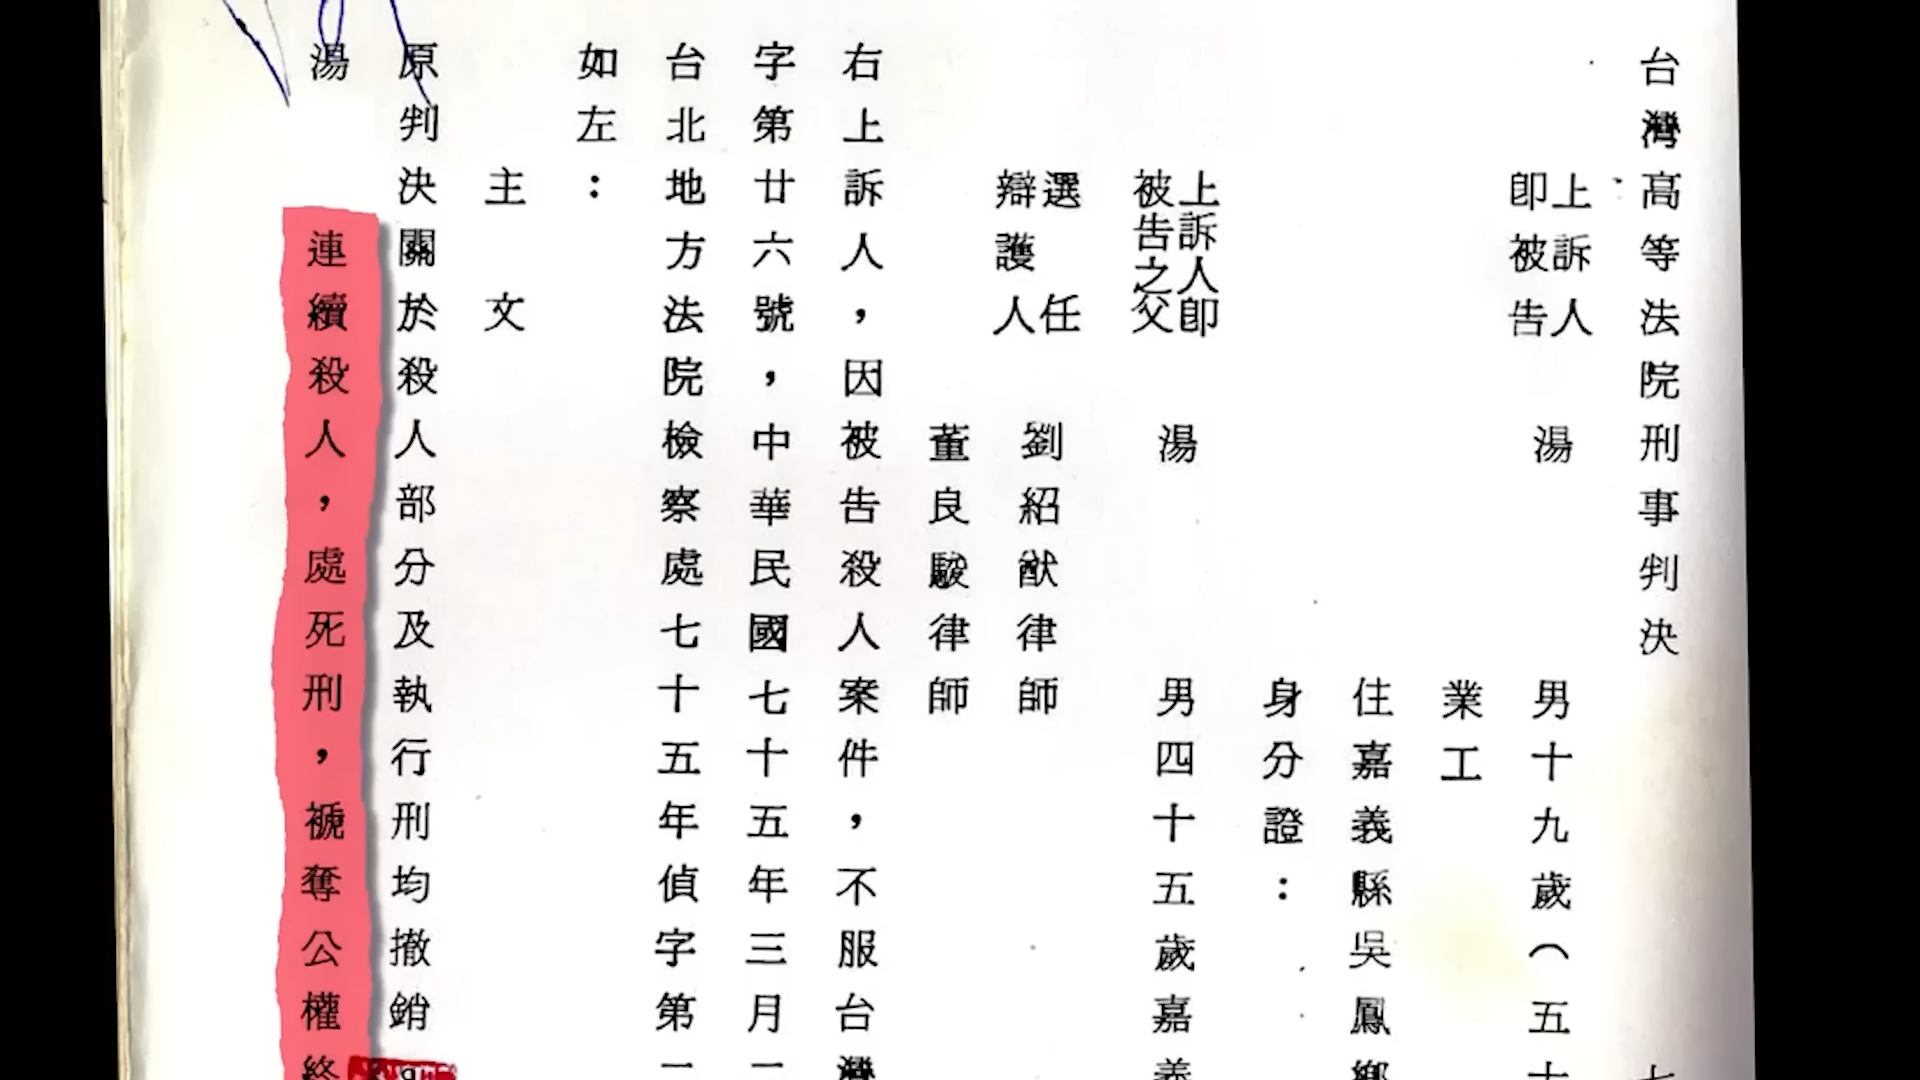 台灣高等法院刑事判決
上訴人
即被告
湯
男十九歲（五十
業工
住嘉義縣吳鳳鄉
身分證：
上訴人即
被告之父
湯
男四十五歲嘉義
選任
辯護人
劉紹猷律師
董良駿律師
右上訴人，因被告殺人案件，不服台灣
字第廿六號，中華民國七十五年三月一
台北地方法院檢察處七十五年偵字第一
如左：
主文
原判決關於殺人部分及執行刑均撤銷。
湯
連續殺人，處死刑，褫奪公權終